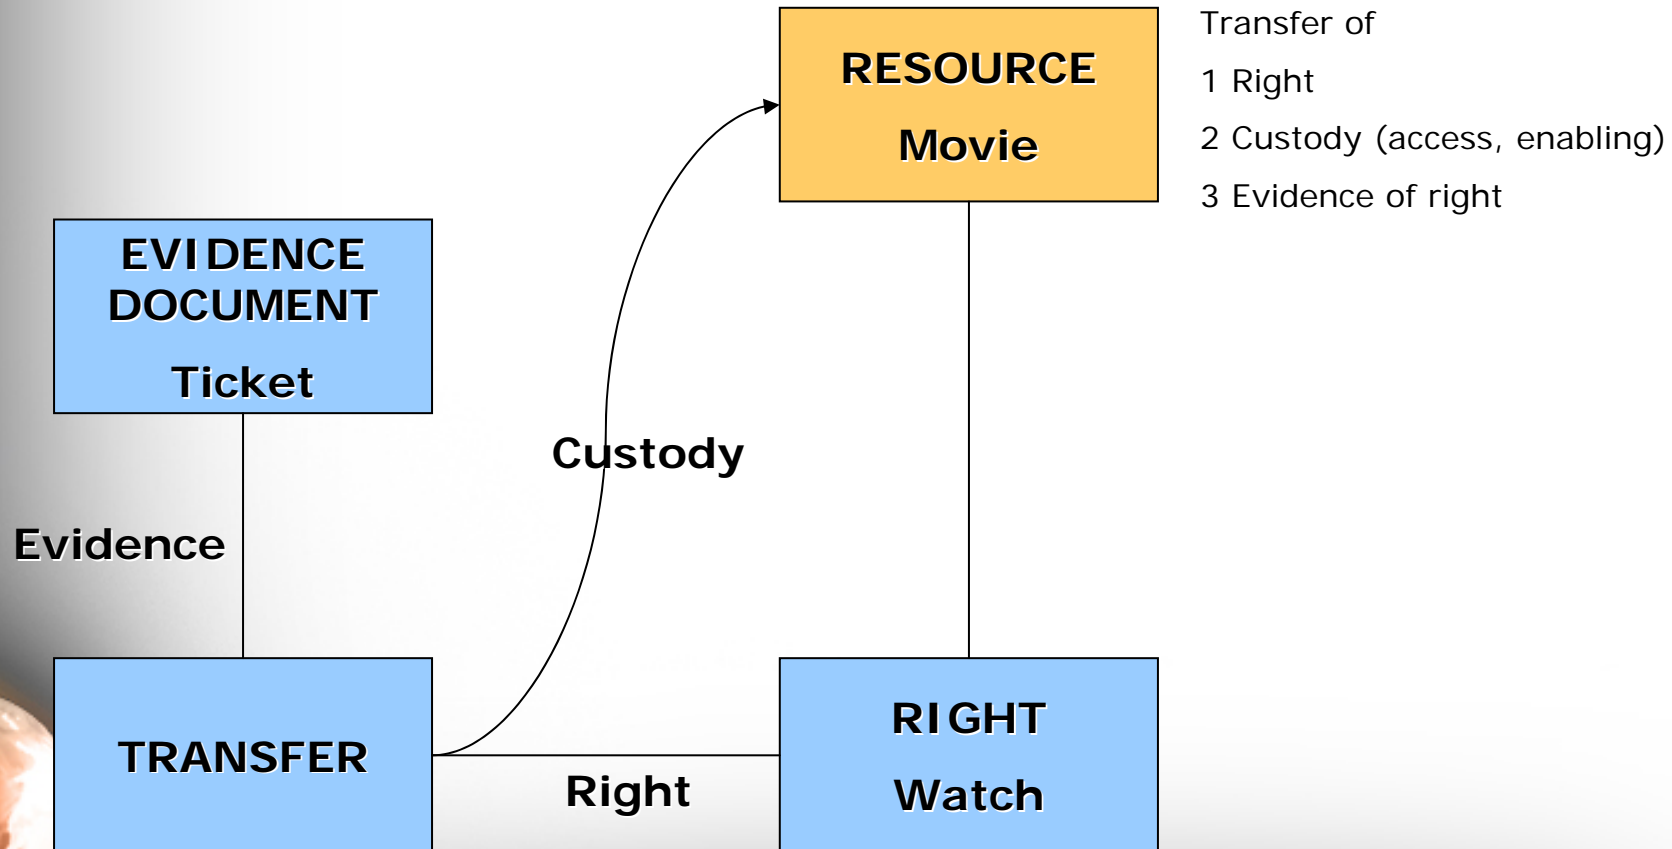 RESOURCE
Movie
Transfer of
1 Right
2 Custody (access, enabling)
3 Evidence of right
EVIDENCE
DOCUMENT
Ticket
Custody
Evidence
TRANSFER
Right
RIGHT
Watch